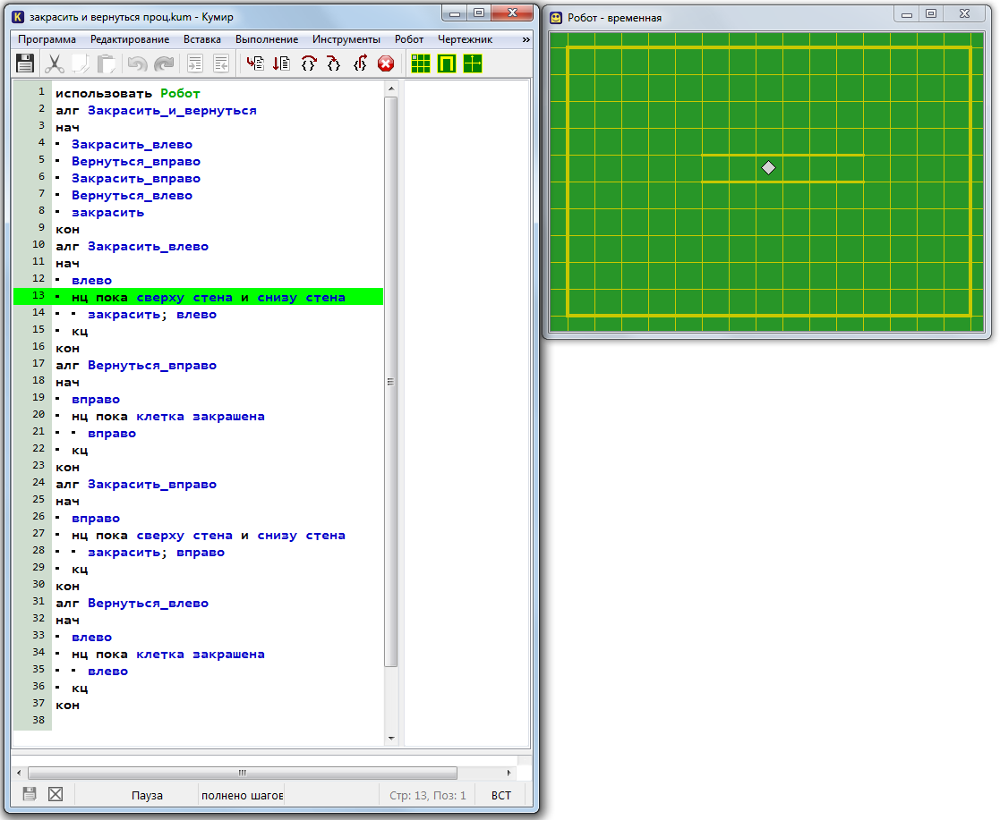 закрасить и вернуться проц.kum - Кумир
Программа Редактирование Вставка Выполнение Инструменты Робот Чертежник »
1 использовать Робот
2 алг Закрасить_и_вернуться
3 нач
4 Закрасить_влево
5 Вернуться_вправо
6 Закрасить_вправо
7 Вернуться_влево
8 закрасить
9 кон
10 алг Закрасить_влево
11 нач
12 влево
13 нц пока сверху стена и снизу стена
14 закрасить; влево
15 кц
16 кон
17 алг Вернуться_вправо
18 нач
19 вправо
20 нц пока клетка закрашена
21 вправо
22 кц
23 кон
24 алг Закрасить_вправо
25 нач
26 вправо
27 нц пока сверху стена и снизу стена
28 закрасить; вправо
29 кц
30 кон
31 алг Вернуться_влево
32 нач
33 влево
34 нц пока клетка закрашена
35 влево
36 кц
37 кон
38
Пауза полнено шагов Стр: 13, Поз: 1 ВСТ
Робот - временная